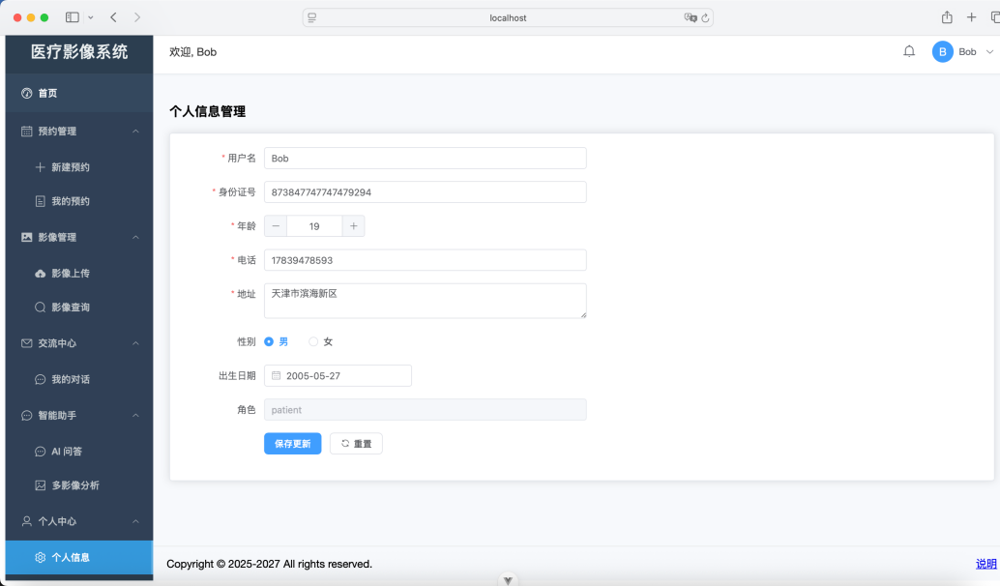 localhost
医疗影像系统
欢迎, Bob
B Bob
首页
预约管理
新建预约
我的预约
影像管理
影像上传
影像查询
交流中心
我的对话
智能助手
AI 问答
多影像分析
个人中心
个人信息
个人信息管理
* 用户名 Bob
* 身份证号 873847747747479294
* 年龄 − 19 +
* 电话 17839478593
* 地址 天津市滨海新区
性别 男 女
出生日期 2005-05-27
角色 patient
保存更新 重置
Copyright © 2025-2027 All rights reserved.
说明